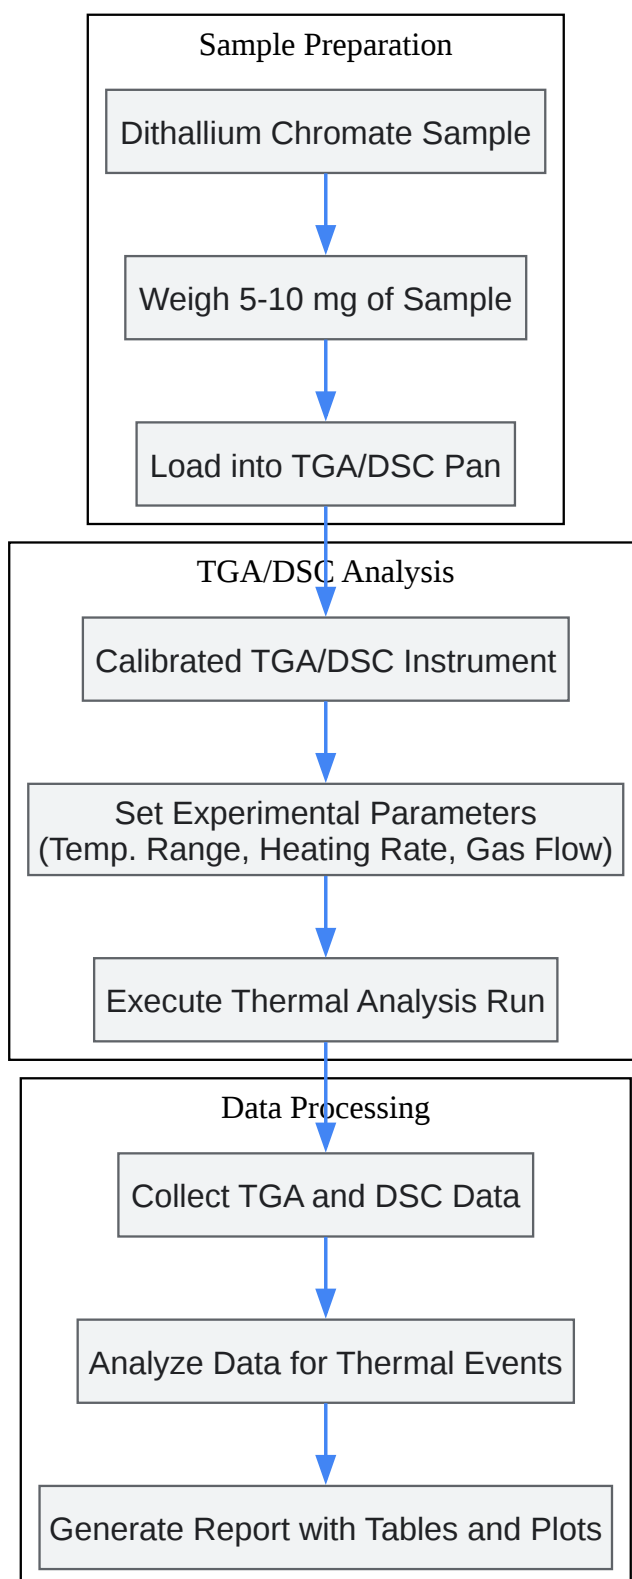 Sample Preparation
Dithallium Chromate Sample
Weigh 5-10 mg of Sample
Load into TGA/DSC Pan
TGA/DSC Analysis
Calibrated TGA/DSC Instrument
Set Experimental Parameters
(Temp. Range, Heating Rate, Gas Flow)
Execute Thermal Analysis Run
Data Processing
Collect TGA and DSC Data
Analyze Data for Thermal Events
Generate Report with Tables and Plots